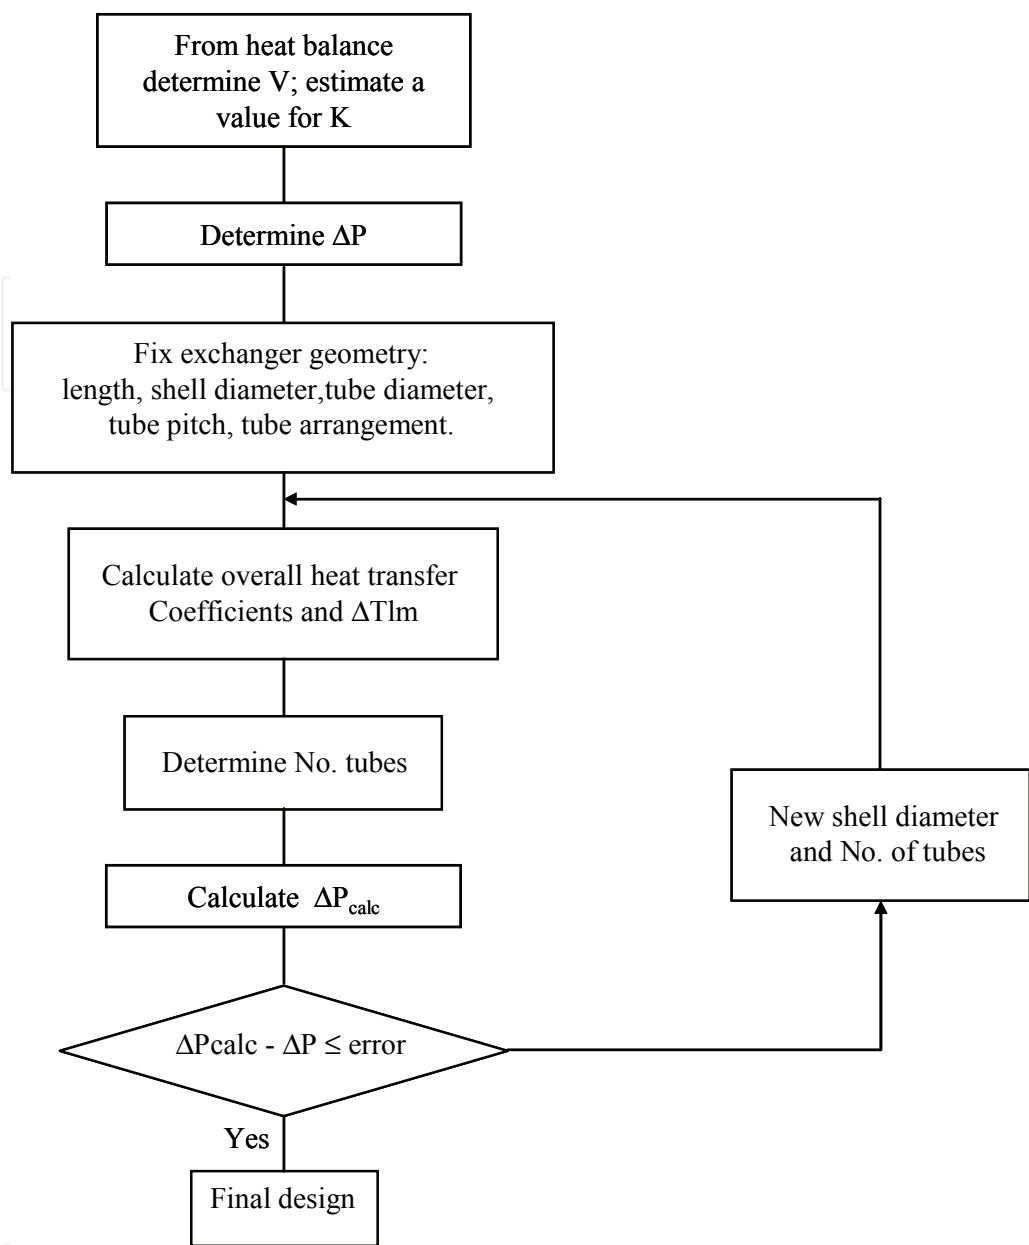 From heat balance
determine V; estimate a
value for K
Determine ΔP
Fix exchanger geometry:
length, shell diameter,tube diameter,
tube pitch, tube arrangement.
Calculate overall heat transfer
Coefficients and ΔTlm
Determine No. tubes
Calculate ΔPcalc
ΔPcalc - ΔP ≤ error
New shell diameter
and No. of tubes
Yes
Final design